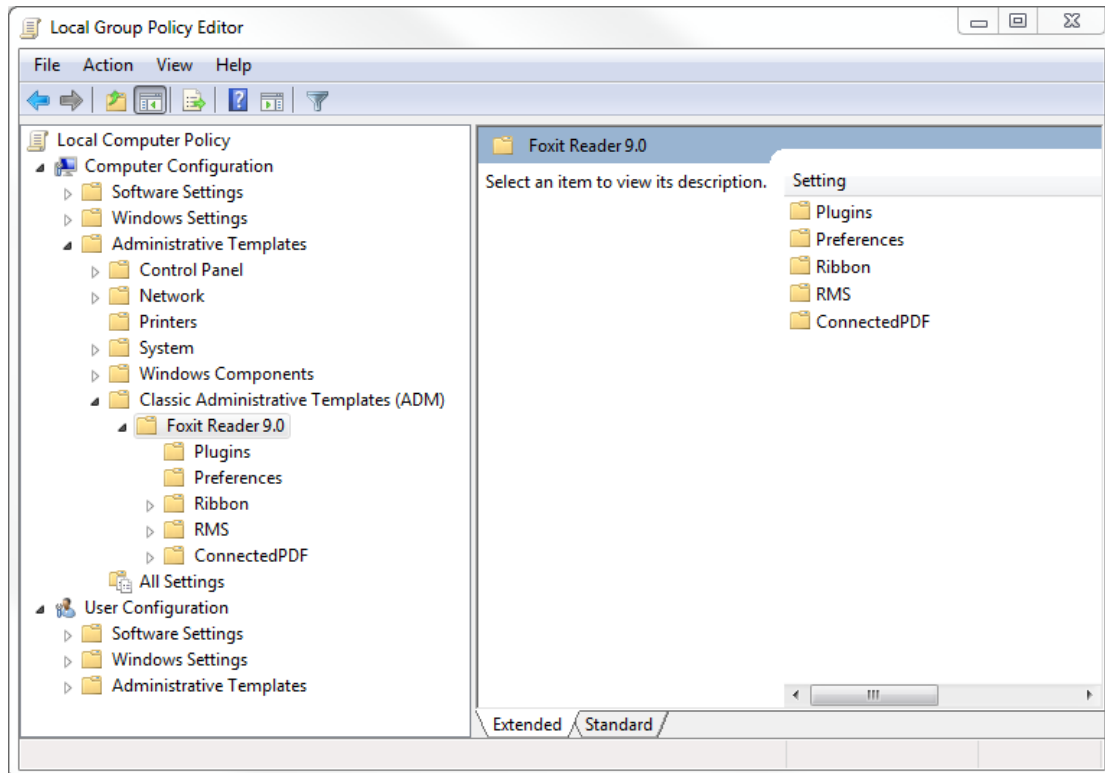 Local Group Policy Editor
File Action View Help
Local Computer Policy
Computer Configuration
Software Settings
Windows Settings
Administrative Templates
Control Panel
Network
Printers
System
Windows Components
Classic Administrative Templates (ADM)
Foxit Reader 9.0
Plugins
Preferences
Ribbon
RMS
ConnectedPDF
All Settings
User Configuration
Software Settings
Windows Settings
Administrative Templates
Foxit Reader 9.0
Select an item to view its description.
Setting
Plugins
Preferences
Ribbon
RMS
ConnectedPDF
Extended Standard